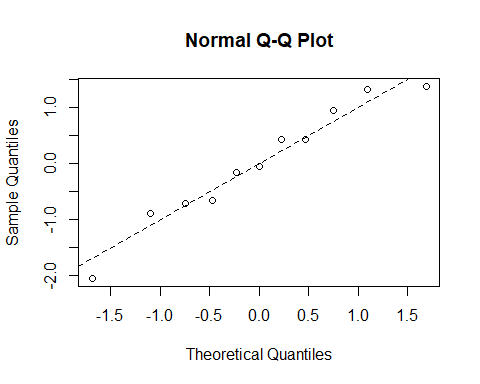 Normal Q-Q Plot
Sample Quantiles
1.0
0.0
-1.0
-2.0
-1.5 -1.0 -0.5 0.0 0.5 1.0 1.5
Theoretical Quantiles